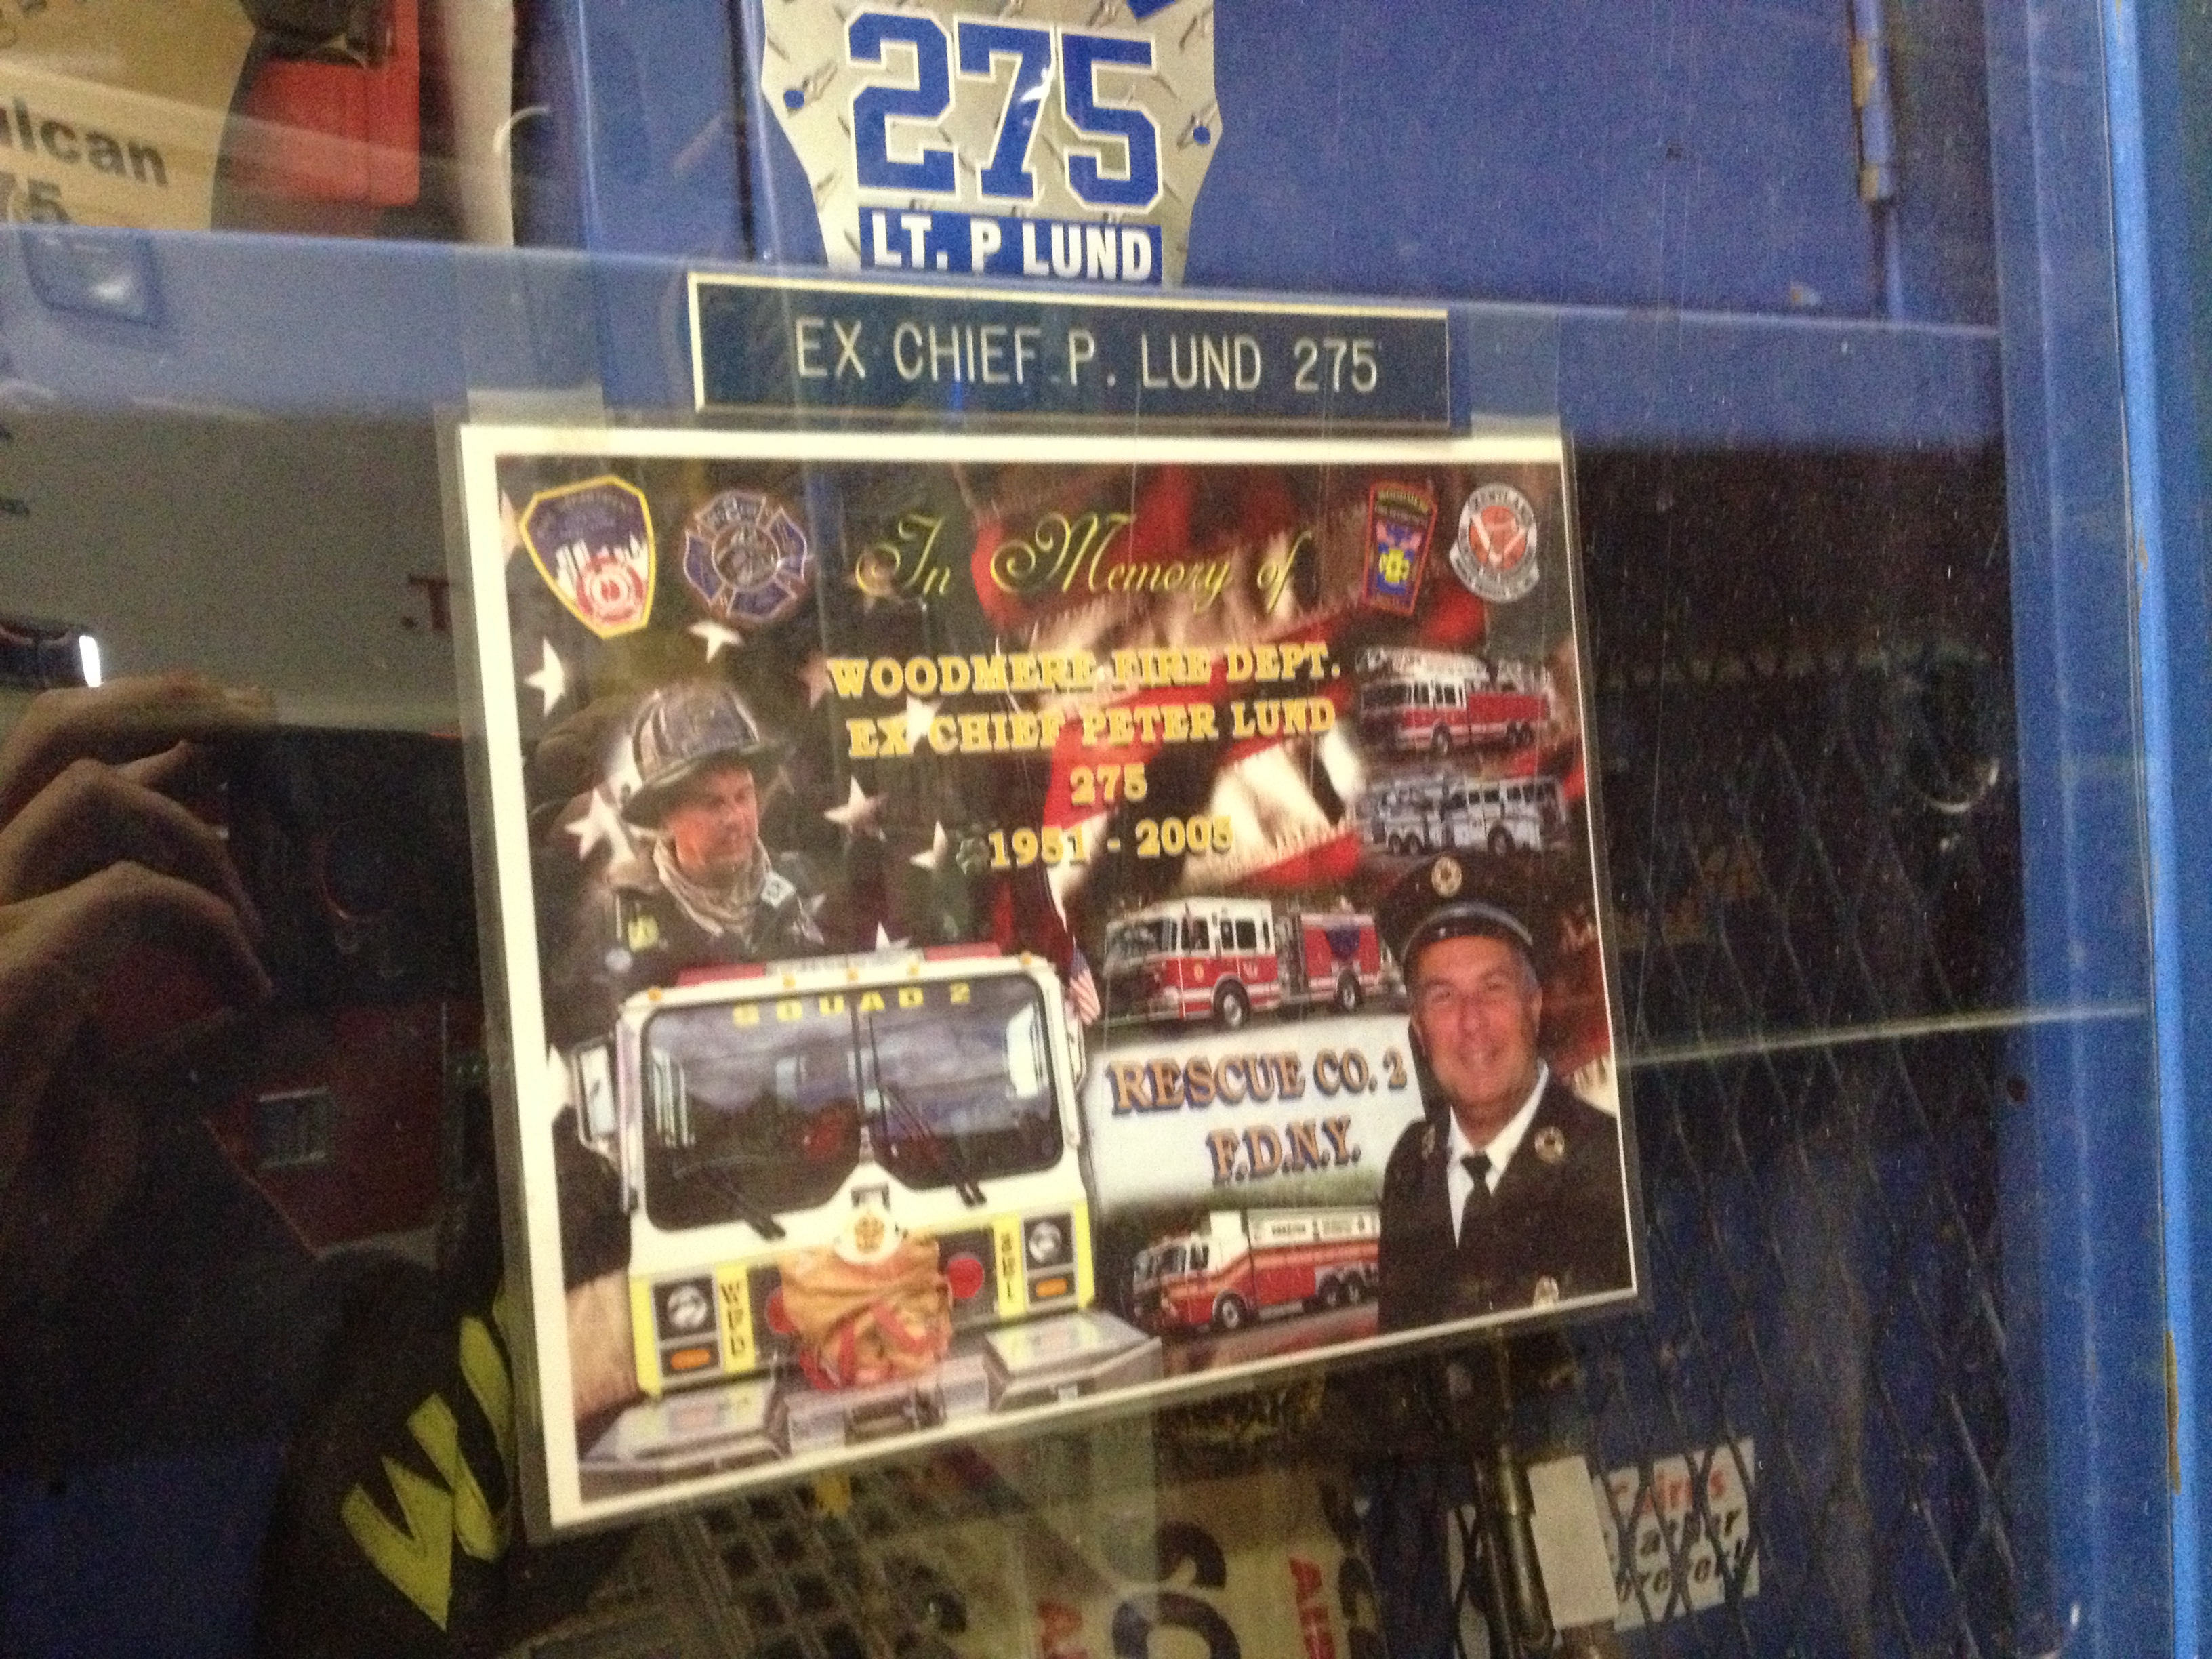 275
LT. P LUND
EX CHIEF P. LUND 275
In Memory of
WOODMERE FIRE DEPT.
EX CHIEF PETER LUND
275
1951 - 2005
SQUAD 2
RESCUE CO. 2
F.D.N.Y.
W.F.D.
Cairns